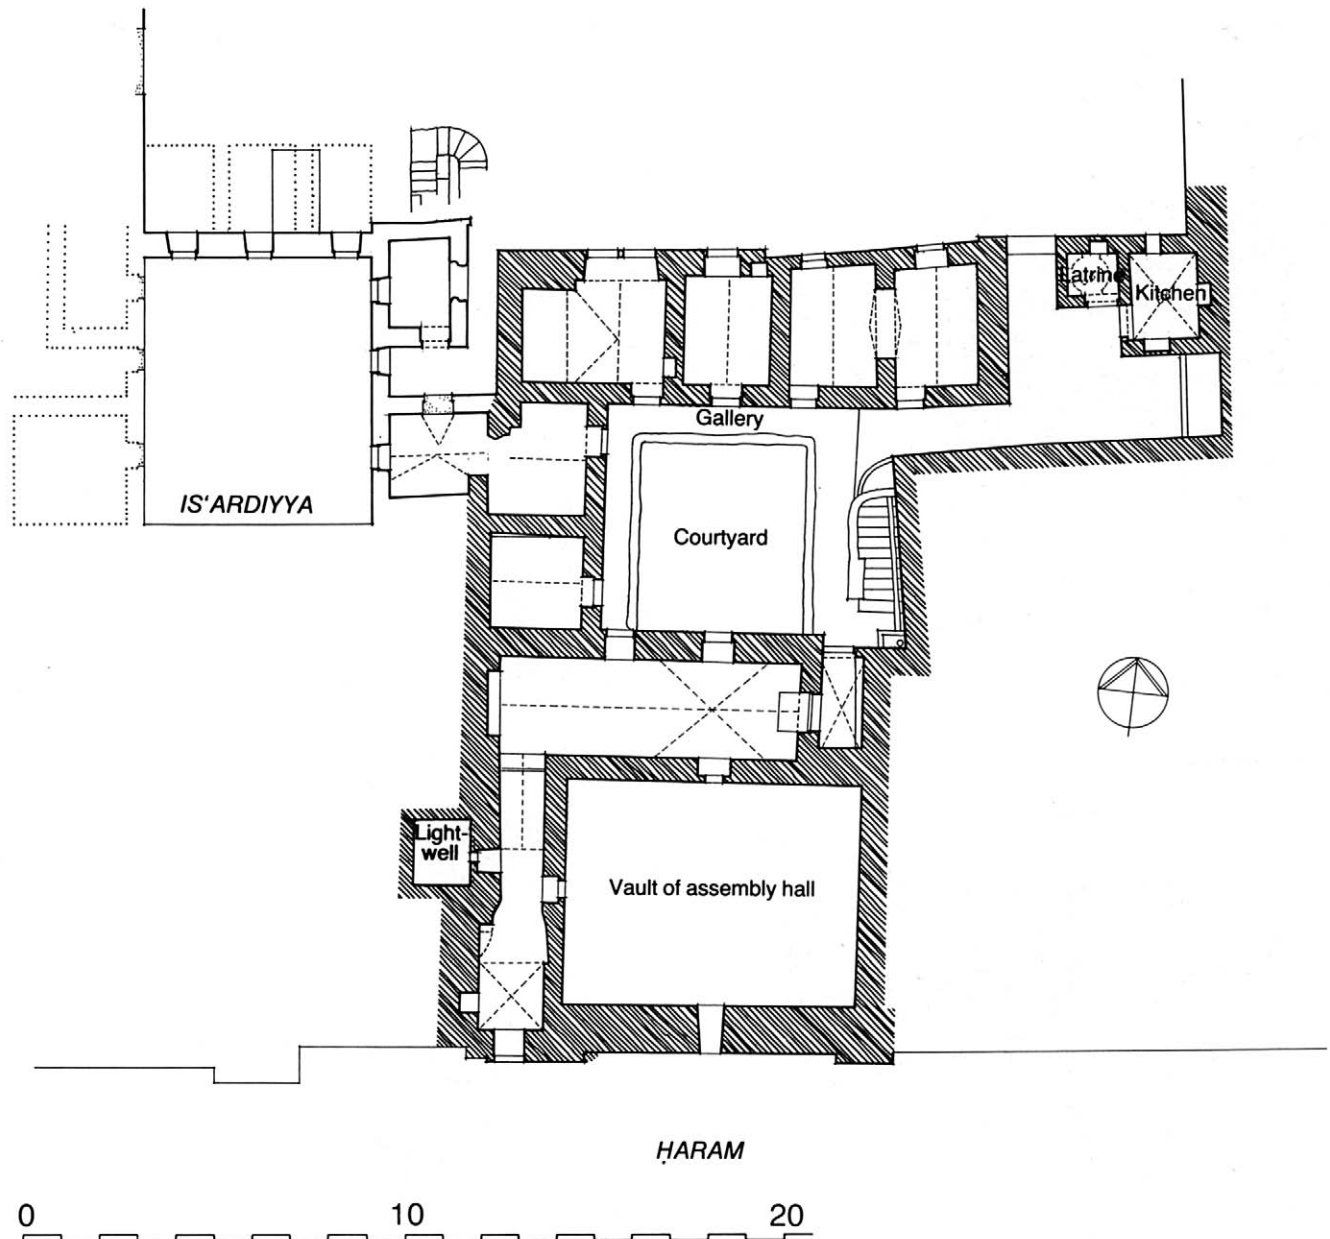 Latrine
Kitchen
Gallery
IS‘ARDIYYA
Courtyard
Light-
well
Vault of assembly hall
ḤARAM
0 10 20